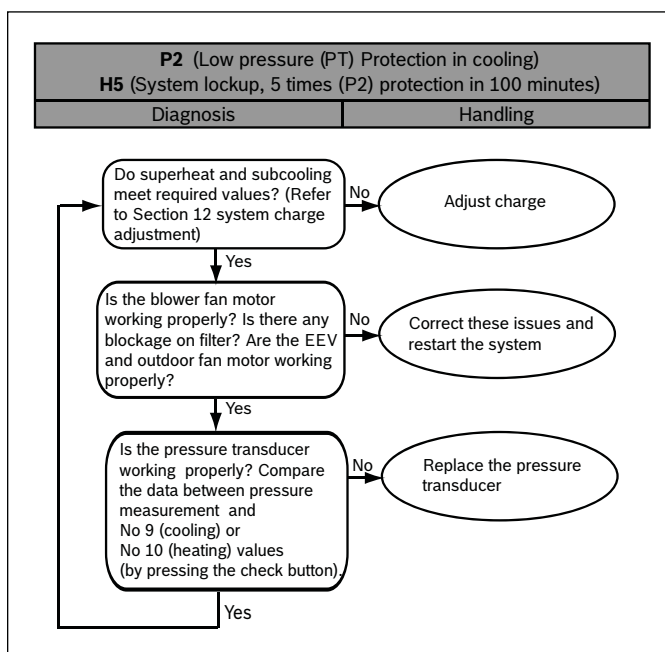 P2 (Low pressure (PT) Protection in cooling)
H5 (System lockup, 5 times (P2) protection in 100 minutes)
Diagnosis
Handling
Do superheat and subcooling
meet required values? (Refer
to Section 12 system charge
adjustment)
No
Adjust charge
Yes
Is the blower fan motor
working properly? Is there any
blockage on filter? Are the EEV
and outdoor fan motor working
properly?
No
Correct these issues and
restart the system
Yes
Is the pressure transducer
working properly? Compare
the data between pressure
measurement and
No 9 (cooling) or
No 10 (heating) values
(by pressing the check button).
No
Replace the pressure
transducer
Yes